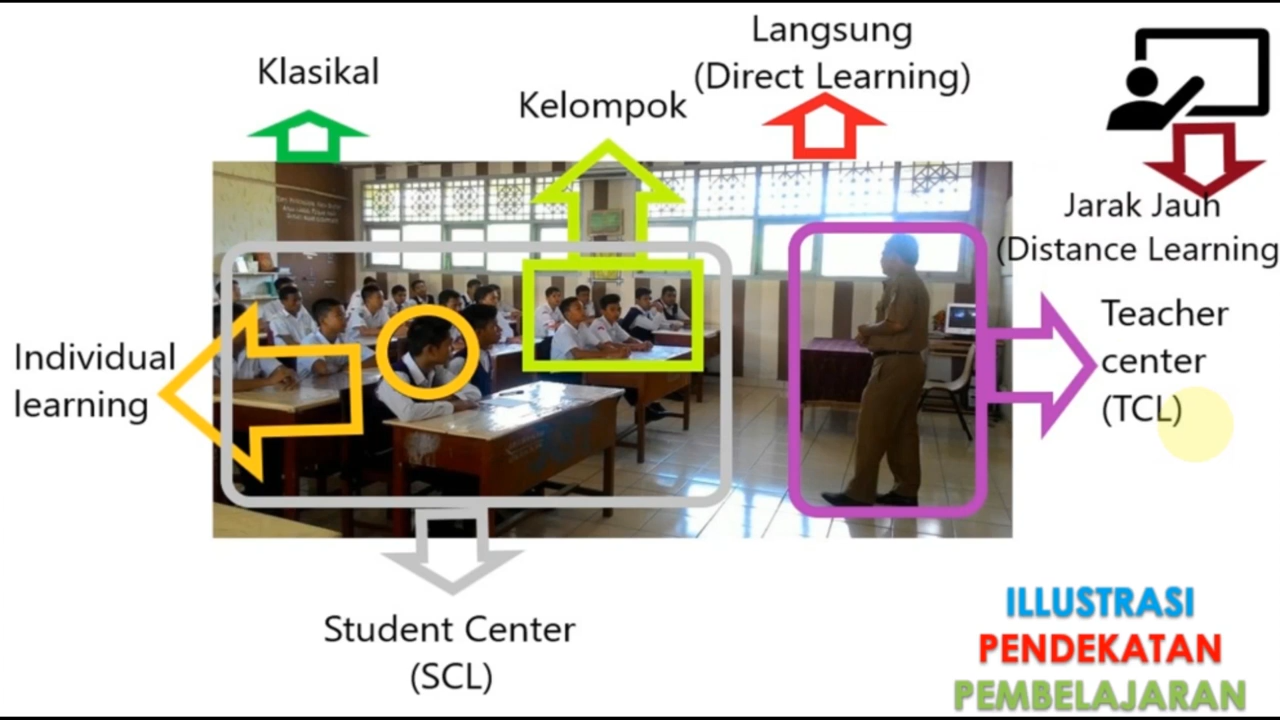 Klasikal
Kelompok
Langsung
(Direct Learning)
Jarak Jauh
(Distance Learning
Individual
learning
Teacher
center
(TCL)
Student Center
(SCL)
ILLUSTRASI
PENDEKATAN
PEMBELAJARAN